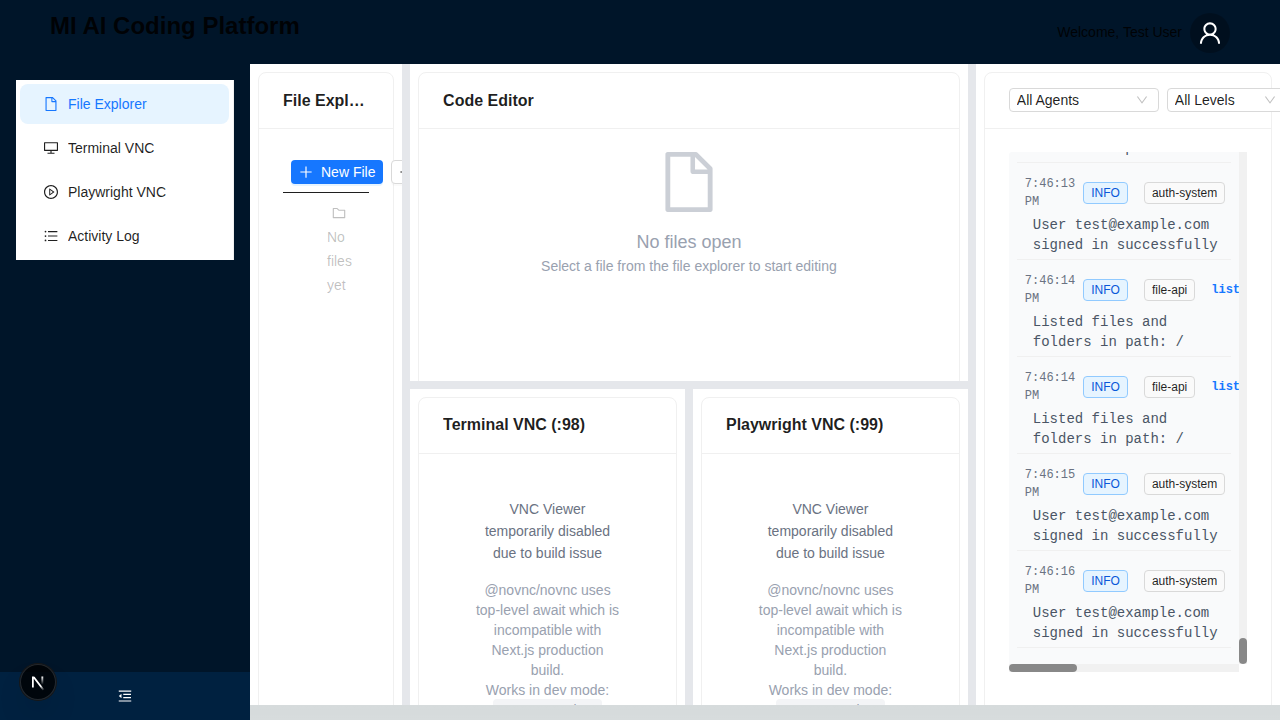 MI AI Coding Platform
Welcome, Test User
File Explorer
Terminal VNC
Playwright VNC
Activity Log
File Expl…
New File
No
files
yet
Code Editor
No files open
Select a file from the file explorer to start editing
Terminal VNC (:98)
VNC Viewer
temporarily disabled
due to build issue
@novnc/novnc uses
top-level await which is
incompatible with
Next.js production
build.
Works in dev mode:
Playwright VNC (:99)
VNC Viewer
temporarily disabled
due to build issue
@novnc/novnc uses
top-level await which is
incompatible with
Next.js production
build.
Works in dev mode:
All Agents
All Levels
7:46:13 PM INFO auth-system
User test@example.com
signed in successfully
7:46:14 PM INFO file-api list
Listed files and
folders in path: /
7:46:14 PM INFO file-api list
Listed files and
folders in path: /
7:46:15 PM INFO auth-system
User test@example.com
signed in successfully
7:46:16 PM INFO auth-system
User test@example.com
signed in successfully